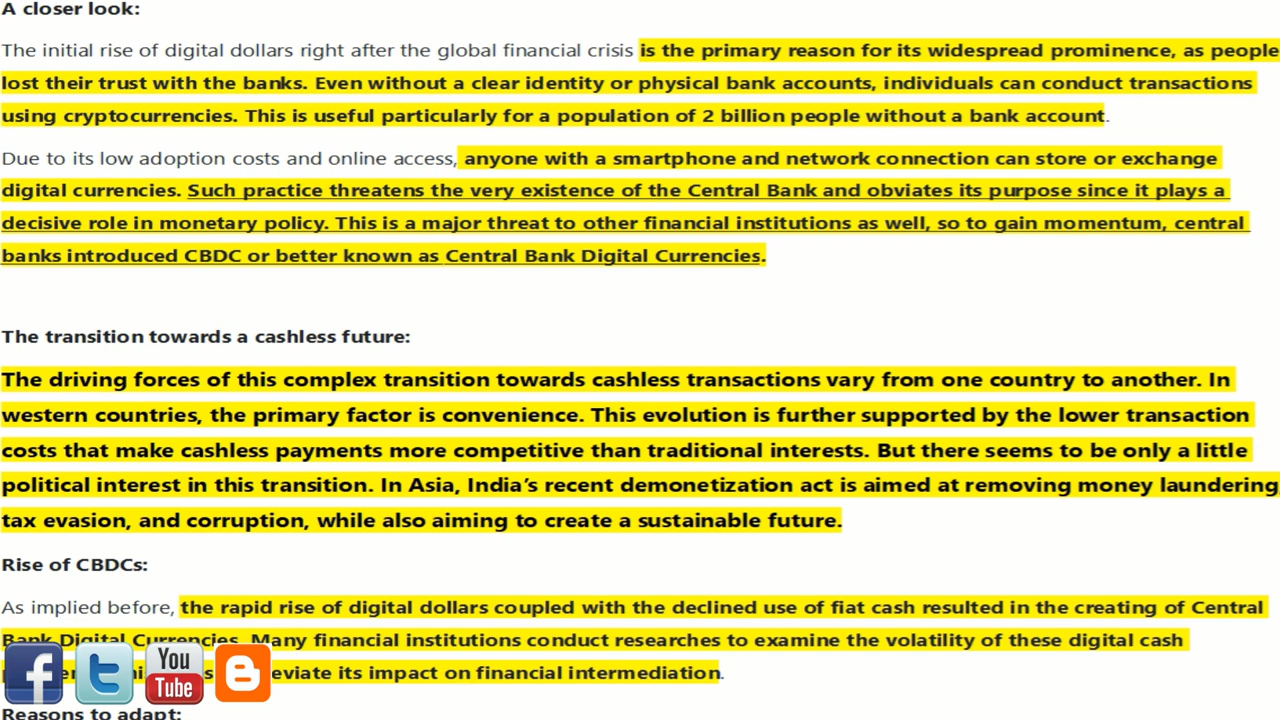 A closer look:
The initial rise of digital dollars right after the global financial crisis is the primary reason for its widespread prominence, as people
lost their trust with the banks. Even without a clear identity or physical bank accounts, individuals can conduct transactions
using cryptocurrencies. This is useful particularly for a population of 2 billion people without a bank account.
Due to its low adoption costs and online access, anyone with a smartphone and network connection can store or exchange
digital currencies. Such practice threatens the very existence of the Central Bank and obviates its purpose since it plays a
decisive role in monetary policy. This is a major threat to other financial institutions as well, so to gain momentum, central
banks introduced CBDC or better known as Central Bank Digital Currencies.
The transition towards a cashless future:
The driving forces of this complex transition towards cashless transactions vary from one country to another. In
western countries, the primary factor is convenience. This evolution is further supported by the lower transaction
costs that make cashless payments more competitive than traditional interests. But there seems to be only a little
political interest in this transition. In Asia, India’s recent demonetization act is aimed at removing money laundering
tax evasion, and corruption, while also aiming to create a sustainable future.
Rise of CBDCs:
As implied before, the rapid rise of digital dollars coupled with the declined use of fiat cash resulted in the creating of Central
Bank Digital Currencies. Many financial institutions conduct researches to examine the volatility of these digital cash
eviate its impact on financial intermediation.
You
Tube
Reasons to adapt: